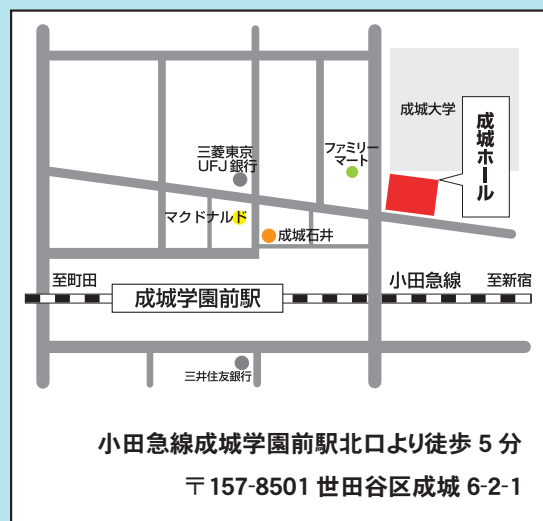 成城大学
成城ホール
三菱東京
UFJ銀行
ファミリー
マート
マクドナルド
成城石井
至町田
成城学園前駅
小田急線
至新宿
三井住友銀行
小田急線成城学園前駅北口より徒歩 5 分
〒157-8501 世田谷区成城 6-2-1